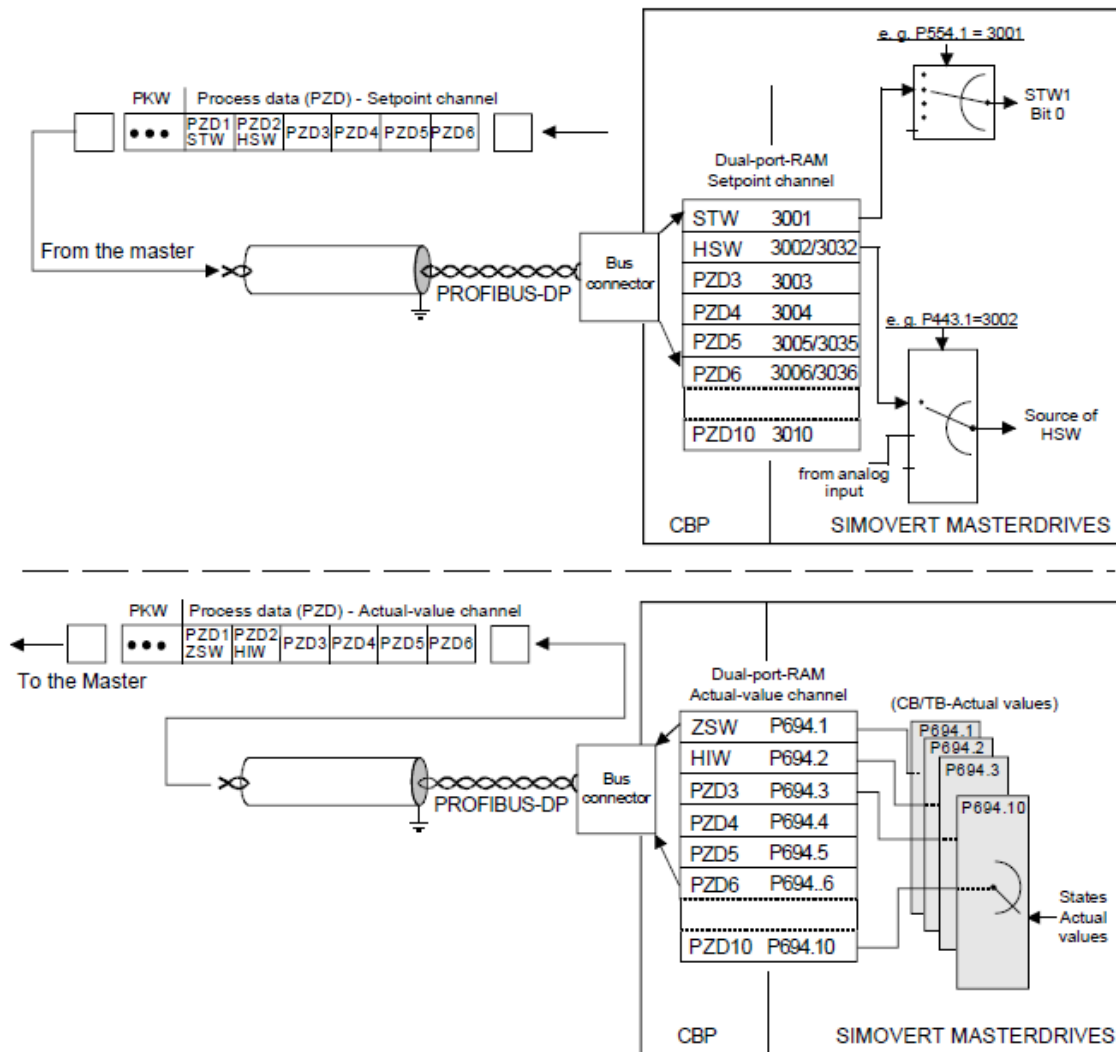 e. g. P554.1 = 3001
STW1
Bit 0
PKW Process data (PZD) - Setpoint channel
••• PZD1 STW PZD2 HSW PZD3 PZD4 PZD5 PZD6
Dual-port-RAM
Setpoint channel
STW 3001
HSW 3002/3032
PZD3 3003
PZD4 3004
PZD5 3005/3035
PZD6 3006/3036
PZD10 3010
From the master
Bus
connector
PROFIBUS-DP
e. g. P443.1=3002
Source of
HSW
from analog
input
CBP SIMOVERT MASTERDRIVES
PKW Process data (PZD) - Actual-value channel
••• PZD1 ZSW PZD2 HIW PZD3 PZD4 PZD5 PZD6
To the Master
Dual-port-RAM
Actual-value channel
ZSW P694.1
HIW P694.2
PZD3 P694.3
PZD4 P694.4
PZD5 P694.5
PZD6 P694..6
PZD10 P694.10
(CB/TB-Actual values)
P694.1
P694.2
P694.3
P694.10
Bus
connector
PROFIBUS-DP
States
Actual
values
CBP SIMOVERT MASTERDRIVES